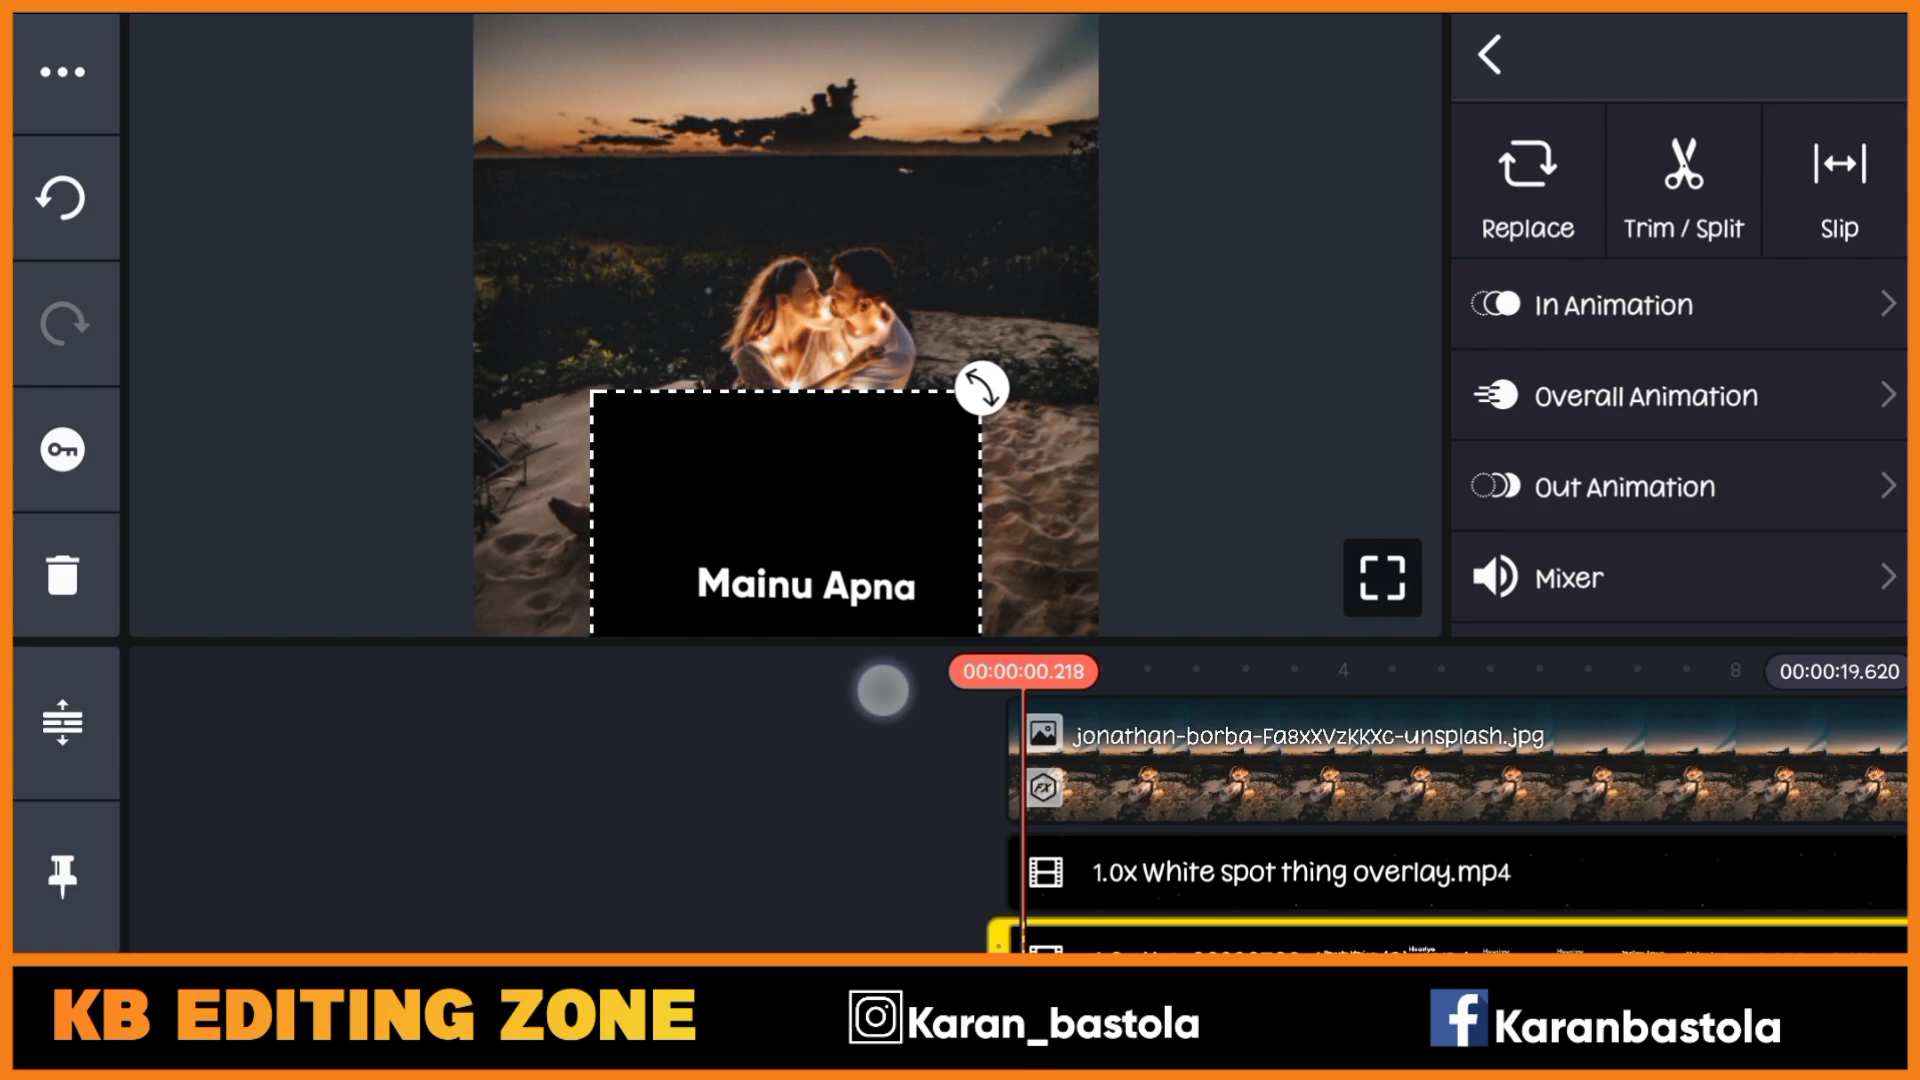 Replace
Trim / Split
Slip
In Animation
Overall Animation
Out Animation
Mixer
Mainu Apna
00:00:00.218
4
8
00:00:19.620
jonathan-borba-Fa8xXVzKKXc-unsplash.jpg
FX
1.0x White spot thing overlay.mp4
KB EDITING ZONE
Karan_bastola
Karanbastola